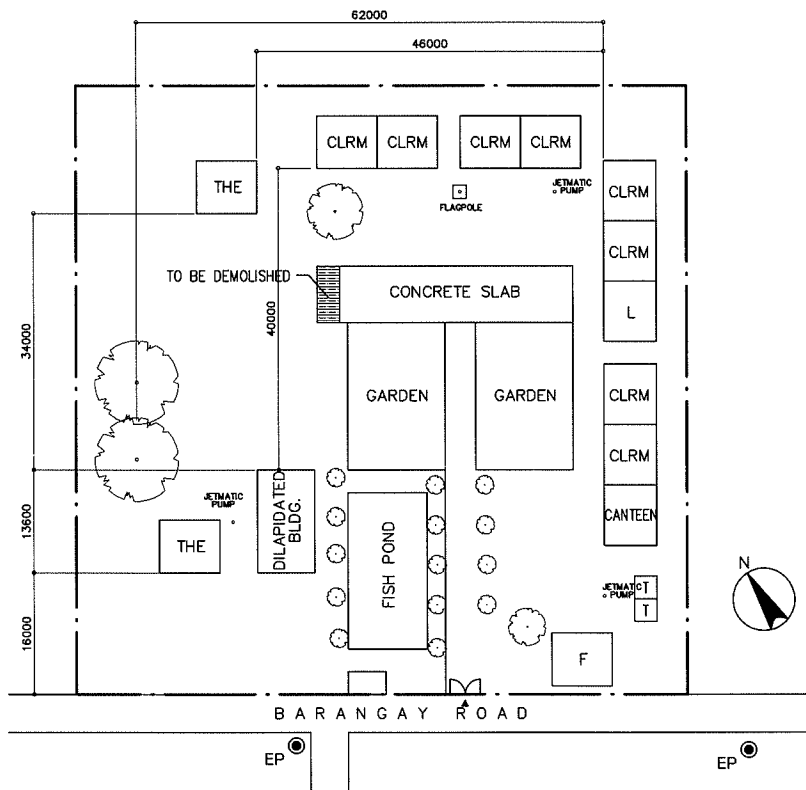 62000
46000
CLRM CLRM CLRM CLRM
THE
FLAGPOLE
JETMATIC
PUMP
CLRM
CLRM
L
TO BE DEMOLISHED
CONCRETE SLAB
40000
34000
GARDEN
GARDEN
CLRM
CLRM
CANTEEN
JETMATIC
PUMP
THE
DILAPIDATED
BLDG.
FISH POND
13600
JETMATIC
PUMP
T
T
N
16000
F
BARANGAY ROAD
EP
EP